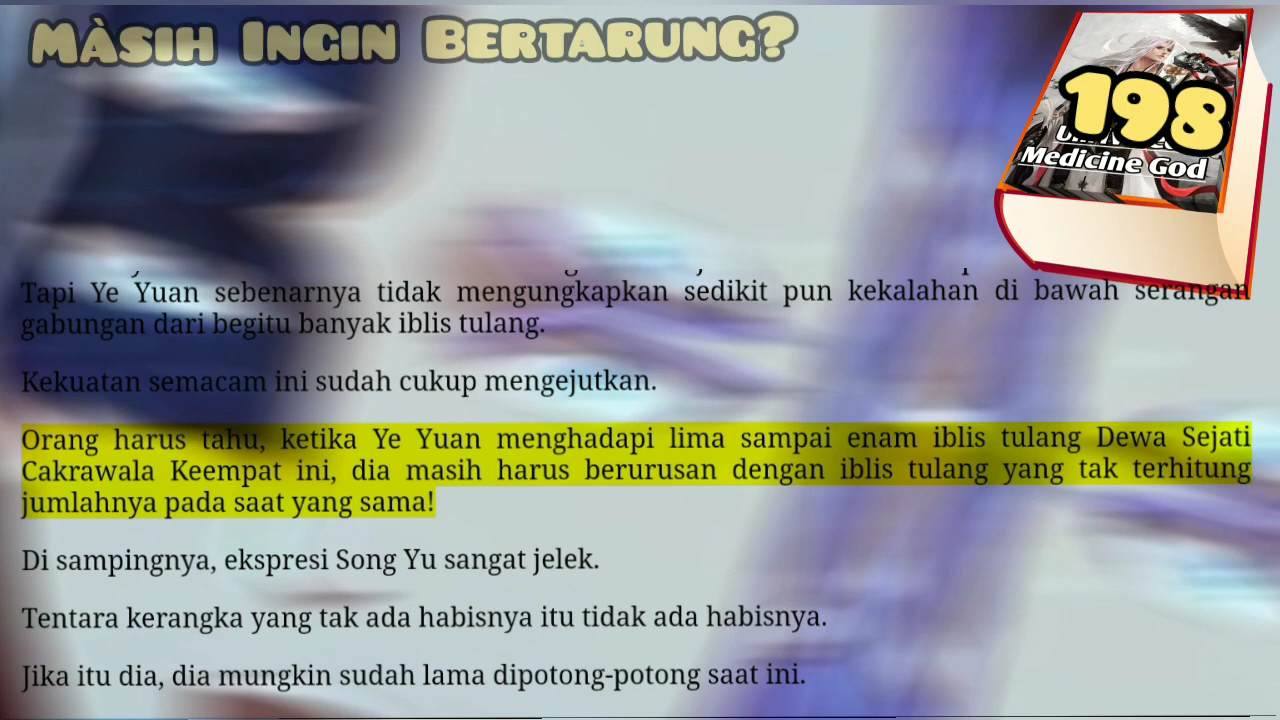 Màsih Ingin Bertarung?
198
Medicine God
Tapi Ye Yuan sebenarnya tidak mengungkapkan sedikit pun kekalahan di bawah serangan
gabungan dari begitu banyak iblis tulang.
Kekuatan semacam ini sudah cukup mengejutkan.
Orang harus tahu, ketika Ye Yuan menghadapi lima sampai enam iblis tulang Dewa Sejati
Cakrawala Keempat ini, dia masih harus berurusan dengan iblis tulang yang tak terhitung
jumlahnya pada saat yang sama!
Di sampingnya, ekspresi Song Yu sangat jelek.
Tentara kerangka yang tak ada habisnya itu tidak ada habisnya.
Jika itu dia, dia mungkin sudah lama dipotong-potong saat ini.